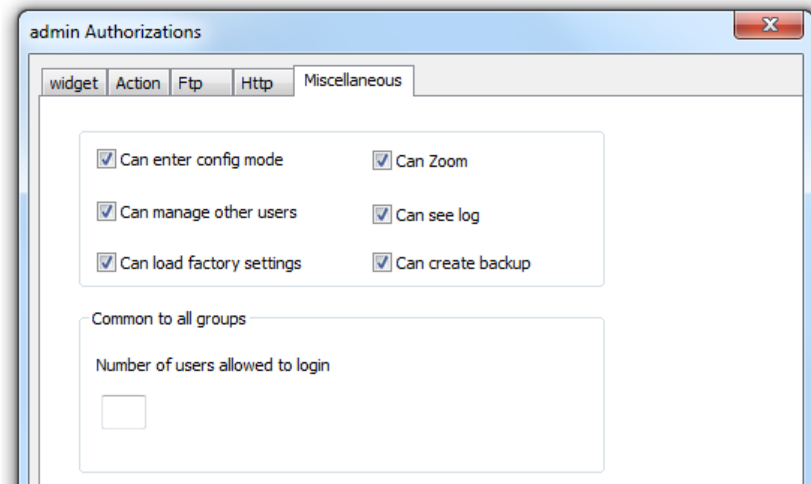 admin Authorizations
widget Action Ftp Http Miscellaneous
Can enter config mode Can Zoom
Can manage other users Can see log
Can load factory settings Can create backup
Common to all groups
Number of users allowed to login